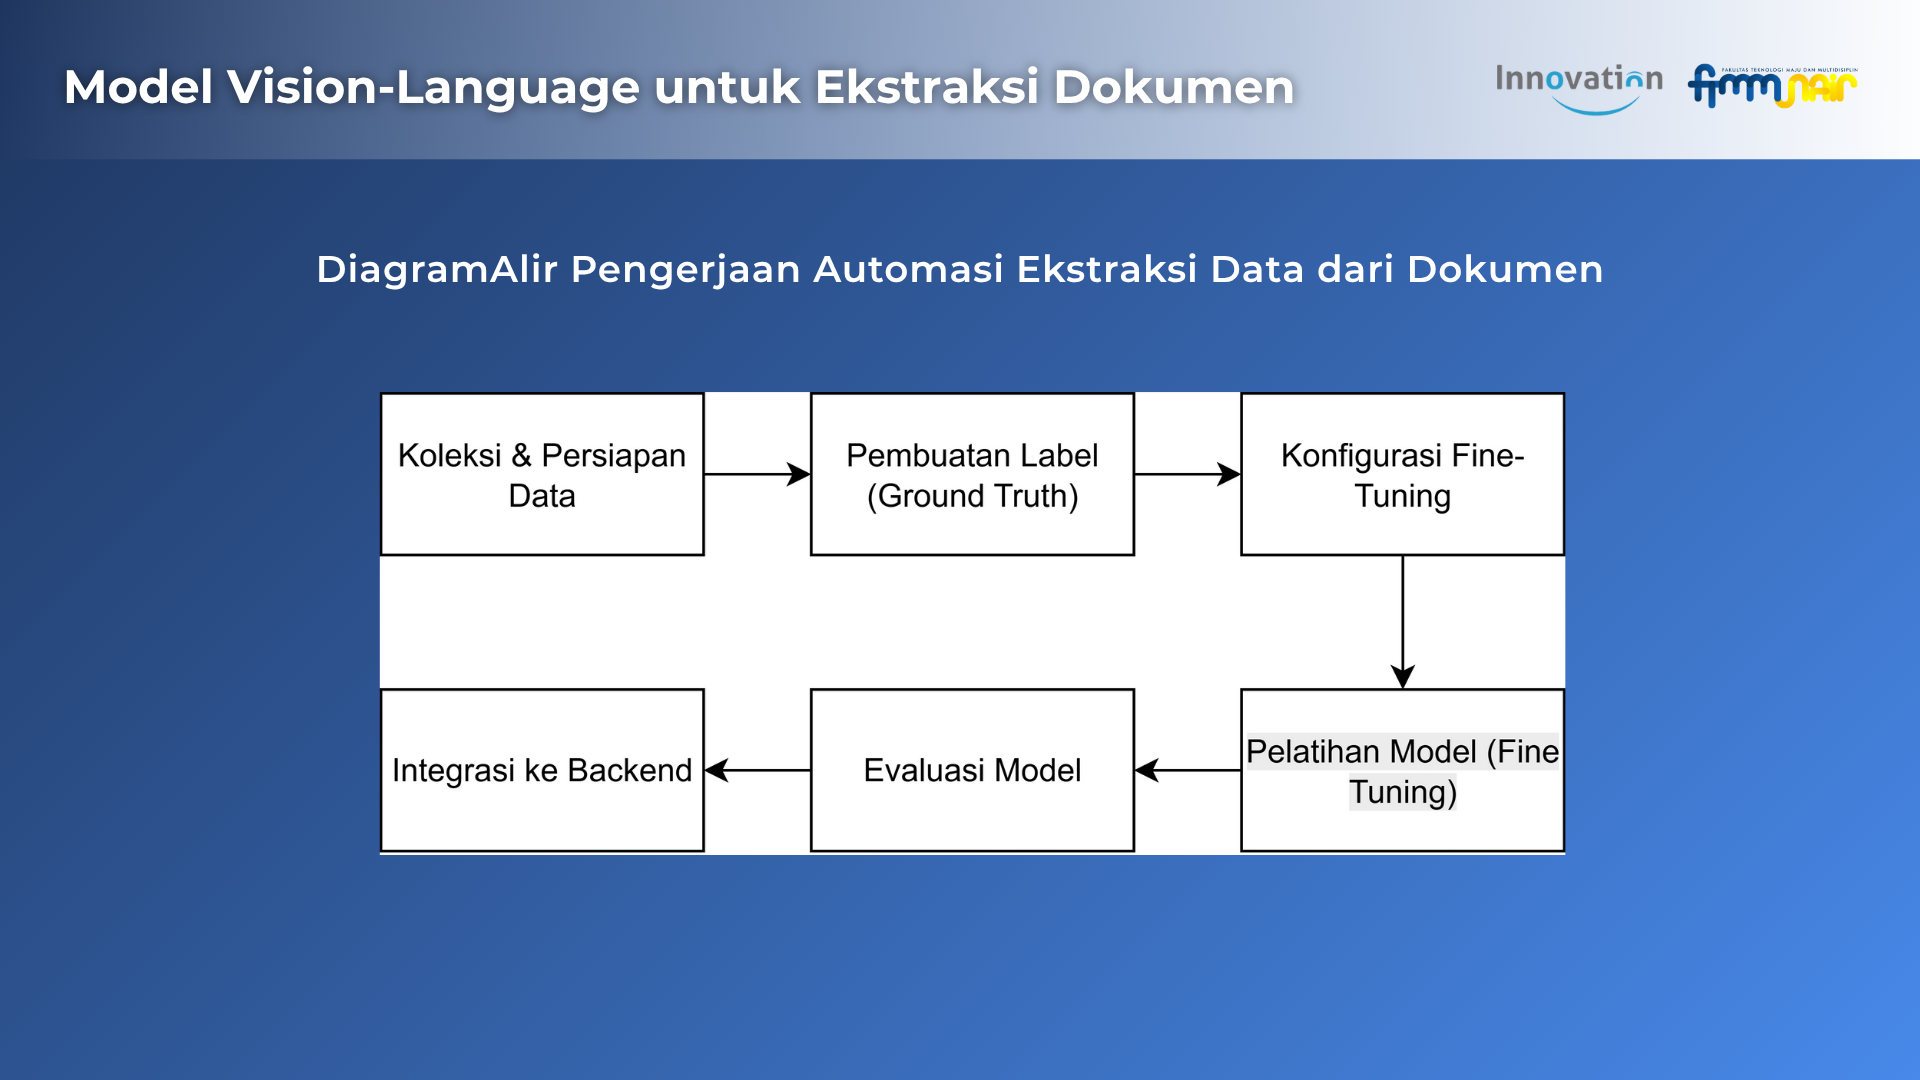 Model Vision-Language untuk Ekstraksi Dokumen
Innovation
FAKULTAS TEKNOLOGI MAJU DAN MULTIDISIPLIN
ftmm UNAIR
DiagramAlir Pengerjaan Automasi Ekstraksi Data dari Dokumen
Koleksi & Persiapan
Data
Pembuatan Label
(Ground Truth)
Konfigurasi Fine-
Tuning
Pelatihan Model (Fine
Tuning)
Evaluasi Model
Integrasi ke Backend